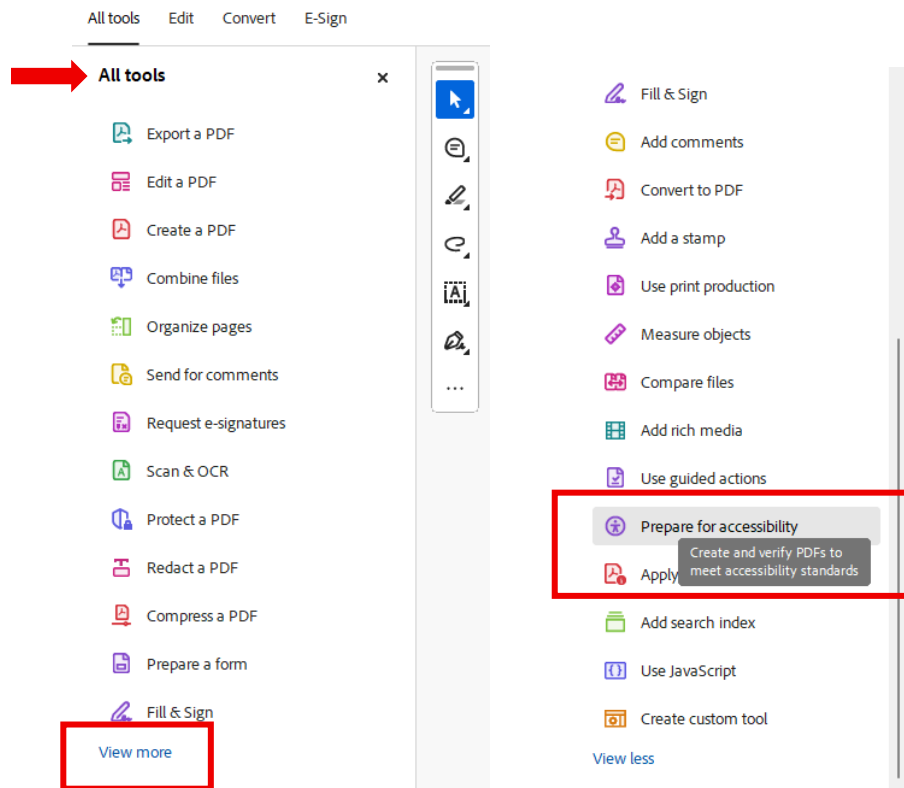 All tools Edit Convert E-Sign
All tools
Export a PDF
Edit a PDF
Create a PDF
Combine files
Organize pages
Send for comments
Request e-signatures
Scan & OCR
Protect a PDF
Redact a PDF
Compress a PDF
Prepare a form
Fill & Sign
View more
Fill & Sign
Add comments
Convert to PDF
Add a stamp
Use print production
Measure objects
Compare files
Add rich media
Use guided actions
Prepare for accessibility
Create and verify PDFs to
meet accessibility standards
Apply
Add search index
Use JavaScript
Create custom tool
View less